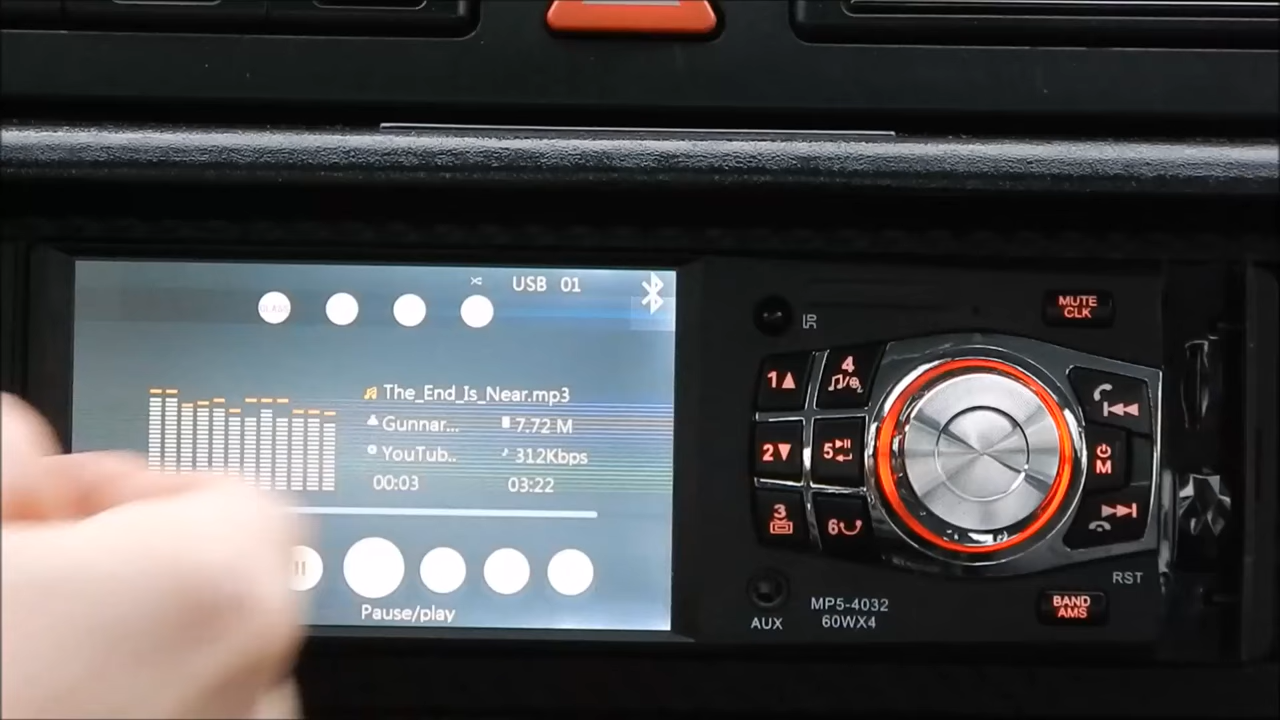 USB 01
CLASS
The_End_Is_Near.mp3
Gunnar... 7.72 M
YouTub.. 312Kbps
00:03 03:22
Pause/play
MUTE
CLK
1
4
2
5
M
3
6
RST
BAND
AMS
AUX
MP5-4032
60WX4